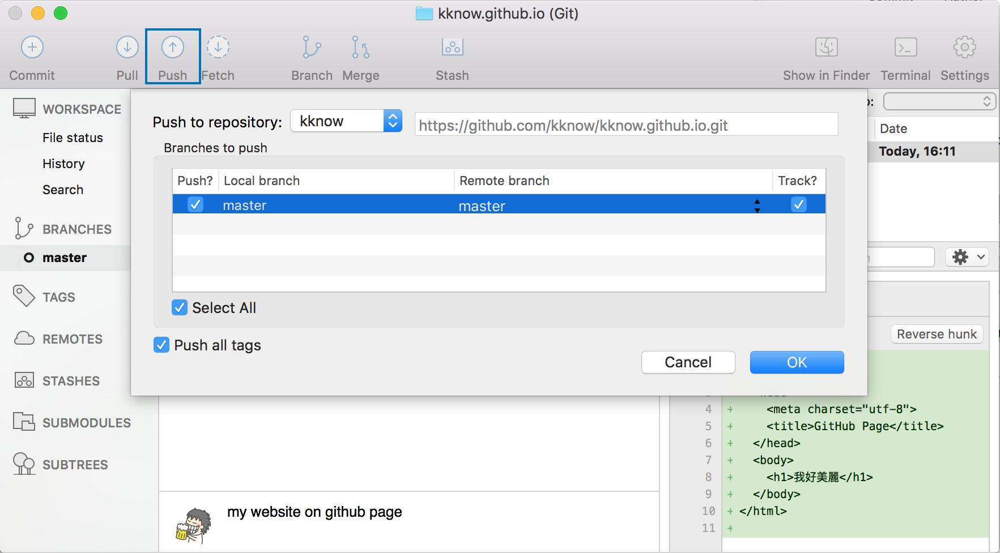 kknow.github.io (Git)
Commit
Pull
Push
Fetch
Branch
Merge
Stash
Show in Finder
Terminal
Settings
WORKSPACE
File status
History
Search
BRANCHES
master
TAGS
REMOTES
STASHES
SUBMODULES
SUBTREES
Push to repository: kknow https://github.com/kknow/kknow.github.io.git
Branches to push
Push? Local branch Remote branch Track?
master master
Select All
Push all tags
Cancel OK
Date
Today, 16:11
Reverse hunk
4 + <meta charset="utf-8">
5 + <title>GitHub Page</title>
6 + </head>
7 + <body>
8 + <h1>我好美麗</h1>
9 + </body>
10 + </html>
11 +
my website on github page